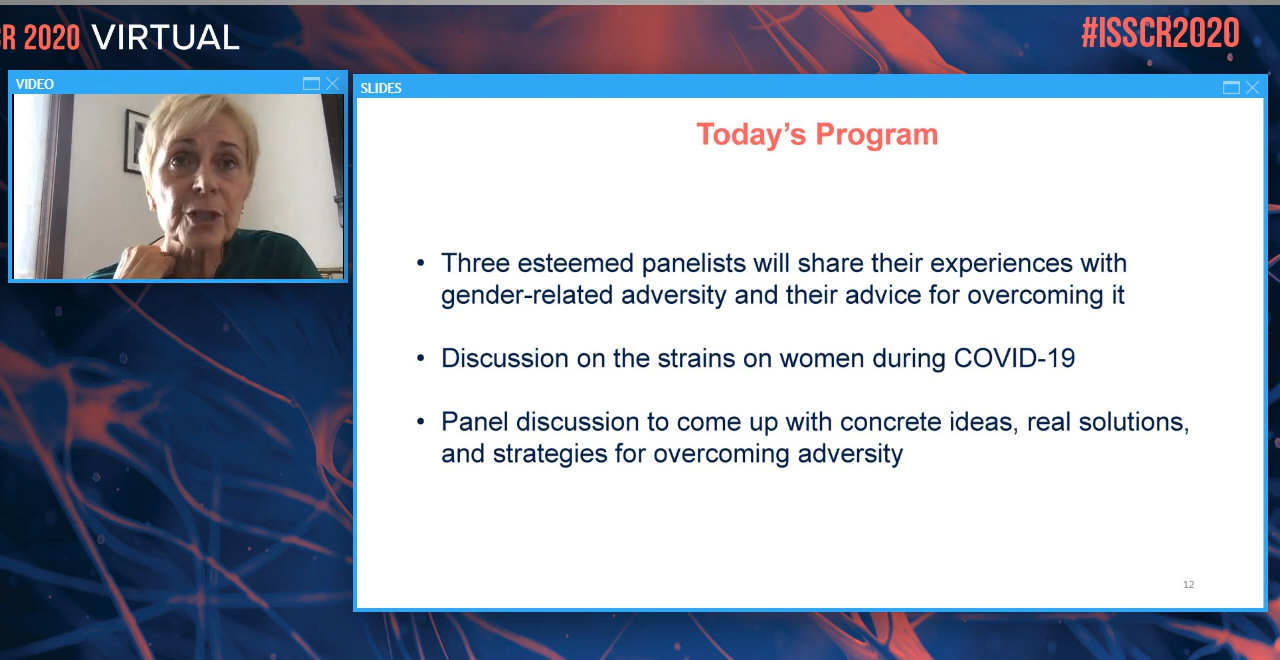 R 2020 VIRTUAL
#ISSCR2020
VIDEO
SLIDES
Today’s Program
• Three esteemed panelists will share their experiences with
gender-related adversity and their advice for overcoming it
• Discussion on the strains on women during COVID-19
• Panel discussion to come up with concrete ideas, real solutions,
and strategies for overcoming adversity
12